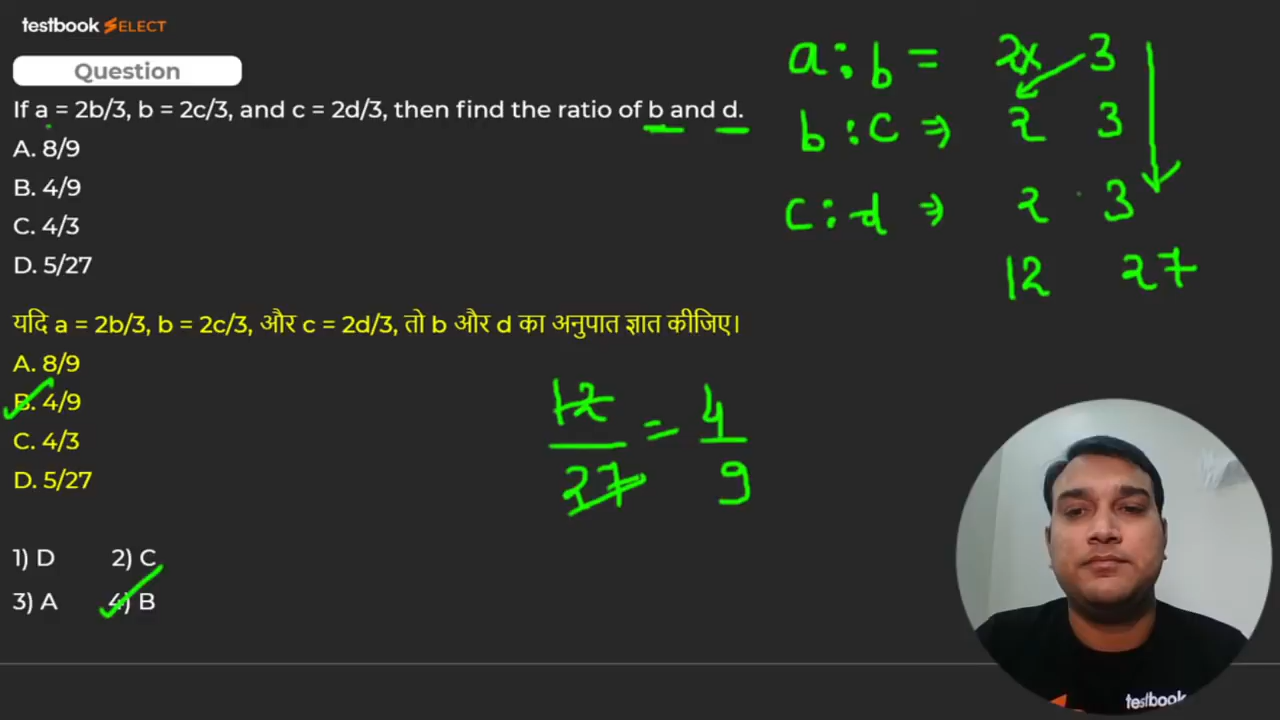 testbook SELECT
Question
If a = 2b/3, b = 2c/3, and c = 2d/3, then find the ratio of b and d.
A. 8/9
B. 4/9
C. 4/3
D. 5/27
यदि a = 2b/3, b = 2c/3, और c = 2d/3, तो b और d का अनुपात ज्ञात कीजिए।
A. 8/9
B. 4/9
C. 4/3
D. 5/27
1) D 2) C
3) A 4) B
a : b = 2x 3
b : c ⇒ 2 3
c : d ⇒ 2 3
12 27
12/27 = 4/9
testbook